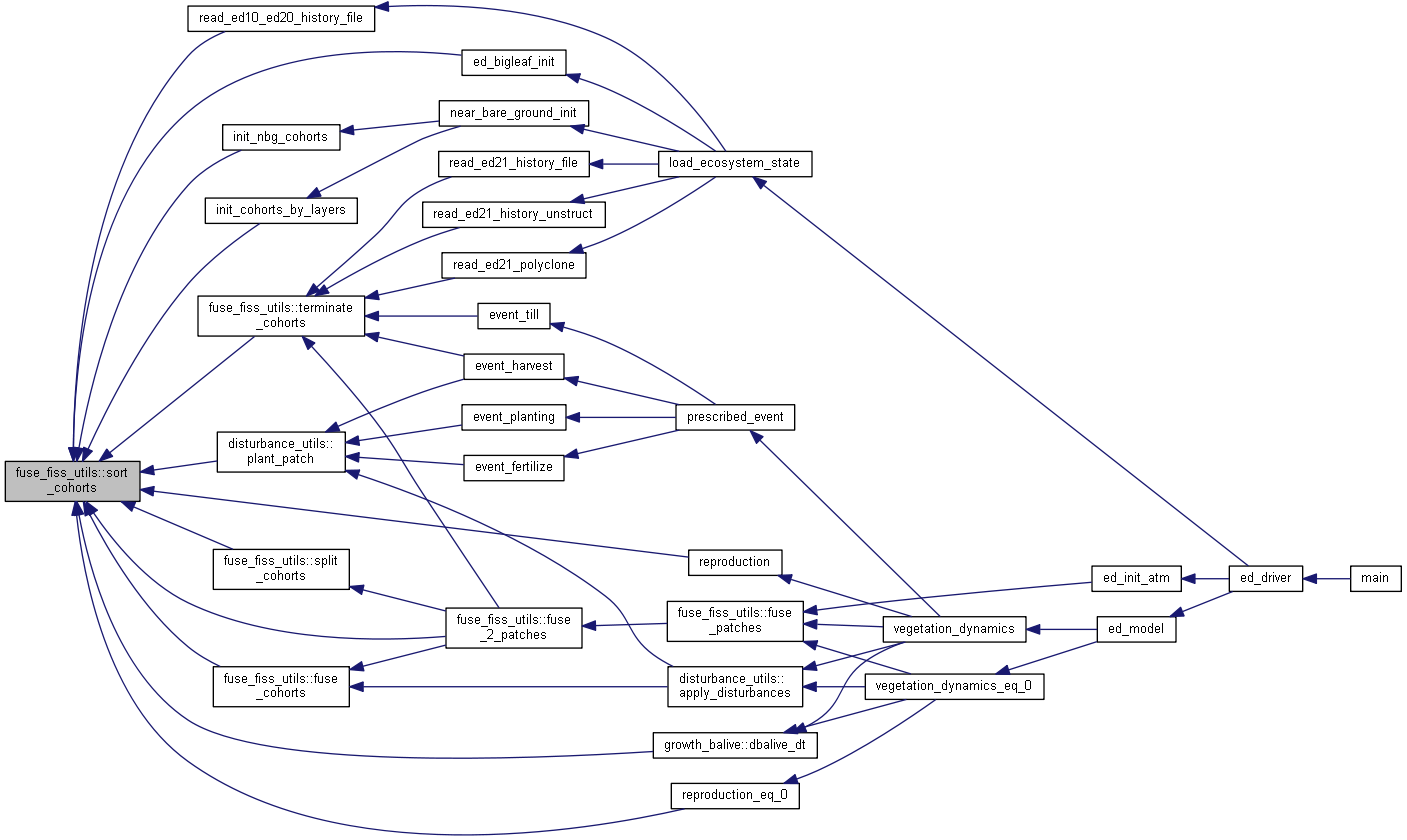 read_ed10_ed20_history_file
ed_bigleaf_init
near_bare_ground_init
init_nbg_cohorts
read_ed21_history_file
load_ecosystem_state
init_cohorts_by_layers
read_ed21_history_unstruct
read_ed21_polyclone
fuse_fiss_utils::terminate
_cohorts
event_till
event_harvest
event_planting
prescribed_event
disturbance_utils::
plant_patch
event_fertilize
fuse_fiss_utils::sort
_cohorts
reproduction
fuse_fiss_utils::split
_cohorts
ed_init_atm
ed_driver
main
fuse_fiss_utils::fuse
_2_patches
fuse_fiss_utils::fuse
_patches
vegetation_dynamics
ed_model
fuse_fiss_utils::fuse
_cohorts
disturbance_utils::
apply_disturbances
vegetation_dynamics_eq_0
growth_balive::dbalive_dt
reproduction_eq_0